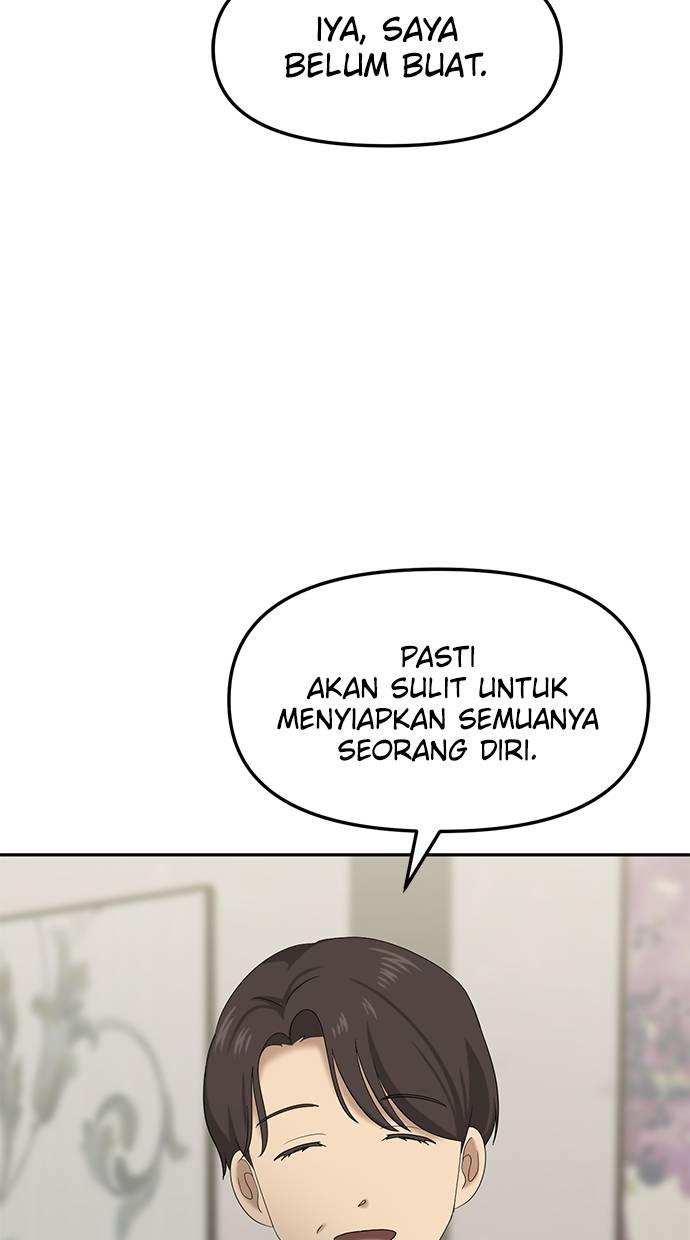 IYA, SAYA
BELUM BUAT.
PASTI
AKAN SULIT UNTUK
MENYIAPKAN SEMUANYA
SEORANG DIRI.